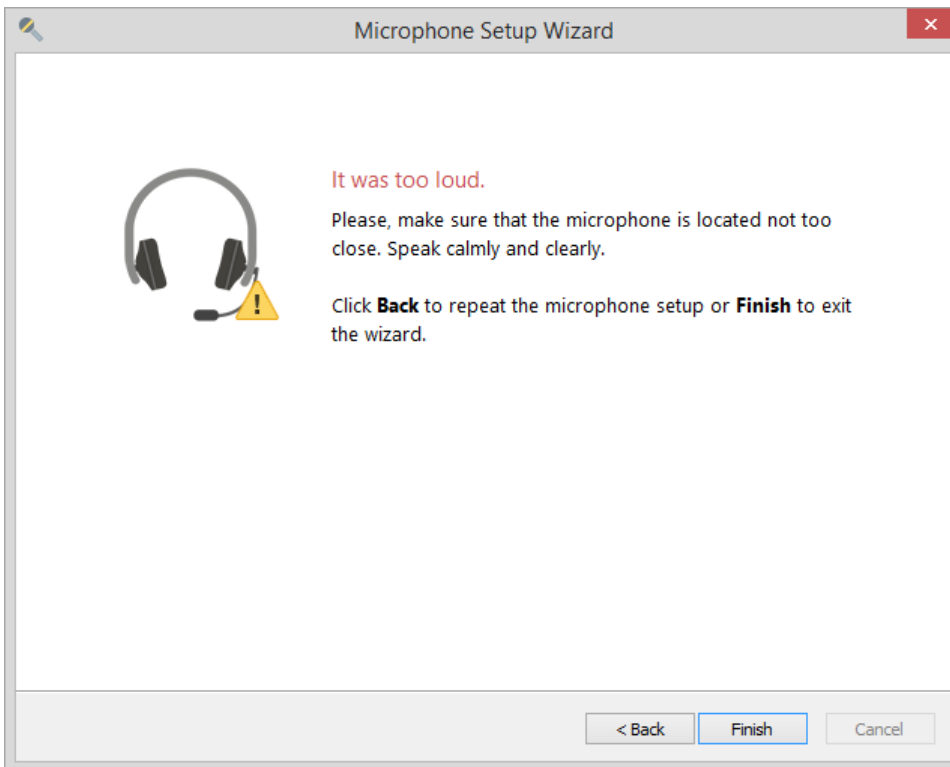 Microphone Setup Wizard
It was too loud.
Please, make sure that the microphone is located not too
close. Speak calmly and clearly.
Click Back to repeat the microphone setup or Finish to exit
the wizard.
< Back Finish Cancel